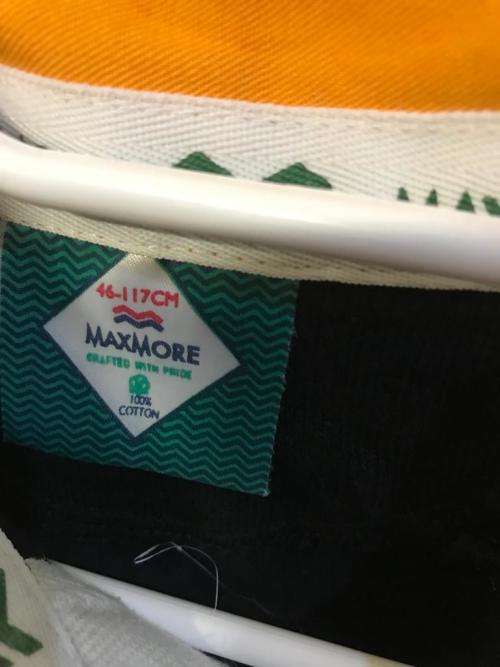 46-117CM
MAXMORE
CRAFTED WITH PRIDE
100%
COTTON